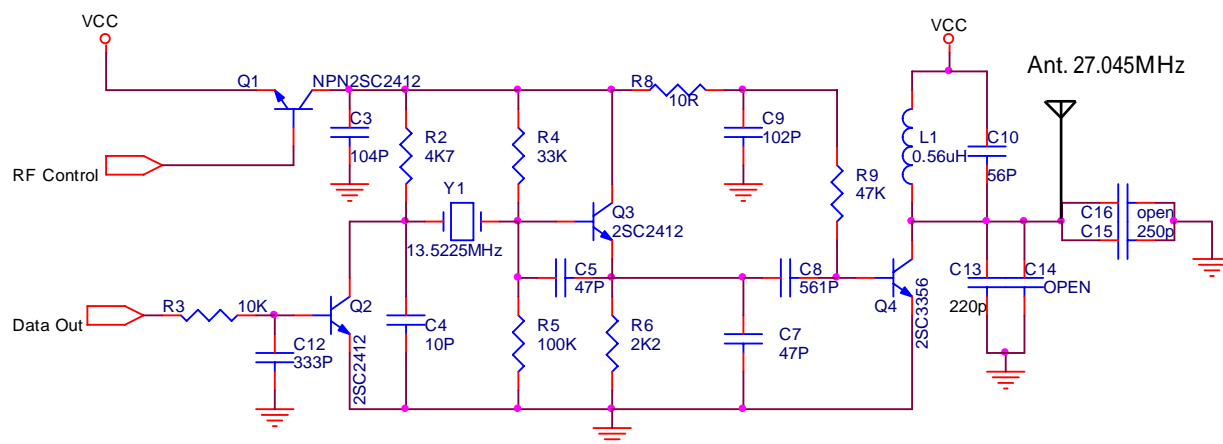 VCC
VCC
Ant. 27.045MHz
Q1
NPN2SC2412
R8
10R
C3
104P
R2
4K7
R4
33K
C9
102P
L1
0.56uH
C10
56P
RF Control
Y1
13.5225MHz
R9
47K
Q3
2SC2412
C16
open
C15
250p
C5
47P
C8
561P
C13
220p
C14
OPEN
Q4
2SC3356
Data Out
R3
10K
Q2
2SC2412
C4
10P
R5
100K
R6
2K2
C7
47P
C12
333P